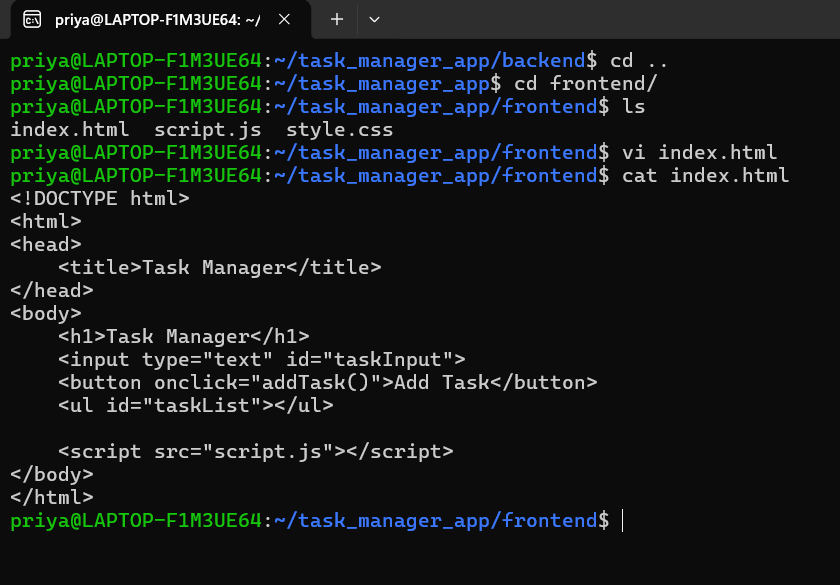 priya@LAPTOP-F1M3UE64: ~/
priya@LAPTOP-F1M3UE64:~/task_manager_app/backend$ cd ..
priya@LAPTOP-F1M3UE64:~/task_manager_app$ cd frontend/
priya@LAPTOP-F1M3UE64:~/task_manager_app/frontend$ ls
index.html  script.js  style.css
priya@LAPTOP-F1M3UE64:~/task_manager_app/frontend$ vi index.html
priya@LAPTOP-F1M3UE64:~/task_manager_app/frontend$ cat index.html
<!DOCTYPE html>
<html>
<head>
    <title>Task Manager</title>
</head>
<body>
    <h1>Task Manager</h1>
    <input type="text" id="taskInput">
    <button onclick="addTask()">Add Task</button>
    <ul id="taskList"></ul>

    <script src="script.js"></script>
</body>
</html>
priya@LAPTOP-F1M3UE64:~/task_manager_app/frontend$